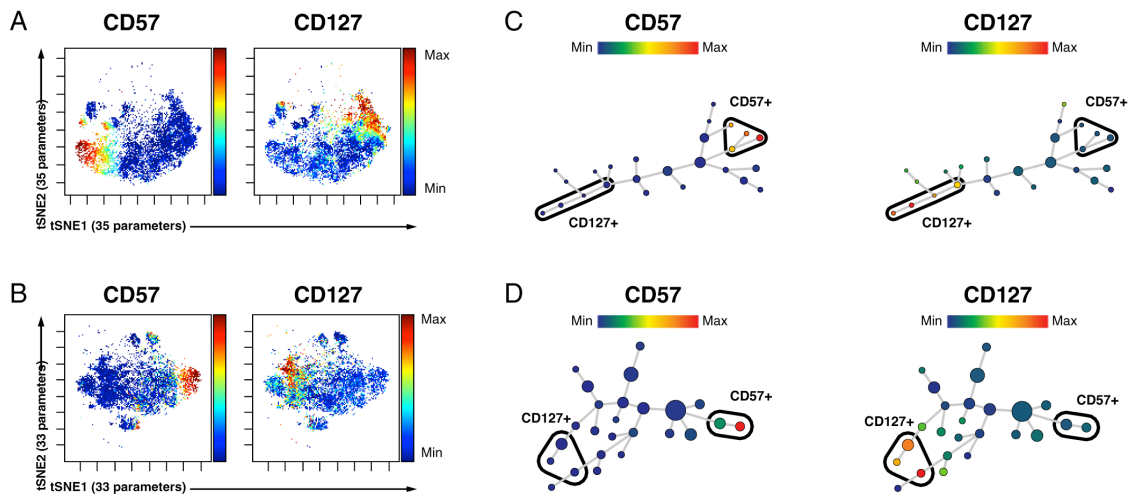 A
CD57
CD127
Max
Min
tSNE2 (35 parameters)
tSNE1 (35 parameters)
C
CD57
CD127
Min
Max
Min
Max
CD57+
CD127+
CD57+
CD127+
B
CD57
CD127
Max
Min
tSNE2 (33 parameters)
tSNE1 (33 parameters)
D
CD57
CD127
Min
Max
Min
Max
CD57+
CD127+
CD57+
CD127+